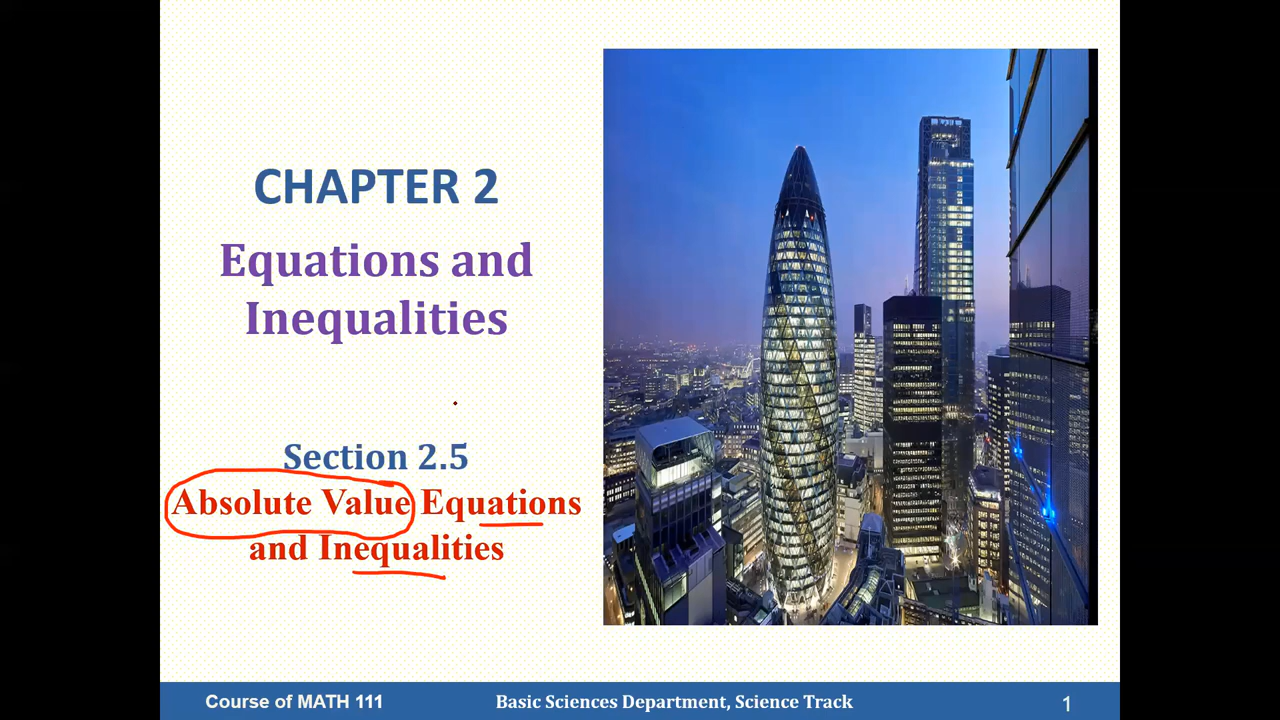 CHAPTER 2
Equations and
Inequalities
Section 2.5
Absolute Value Equations
and Inequalities
Course of MATH 111
Basic Sciences Department, Science Track
1